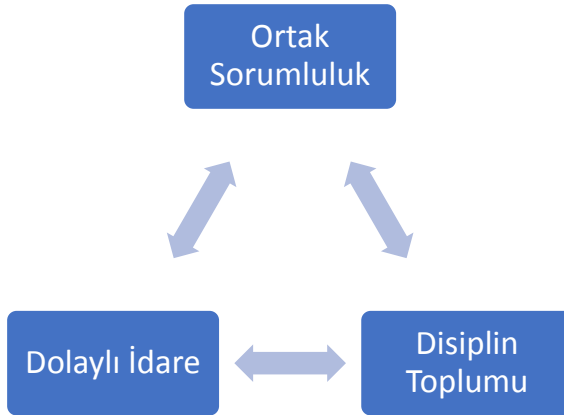 Ortak
Sorumluluk
Dolaylı İdare
Disiplin
Toplumu